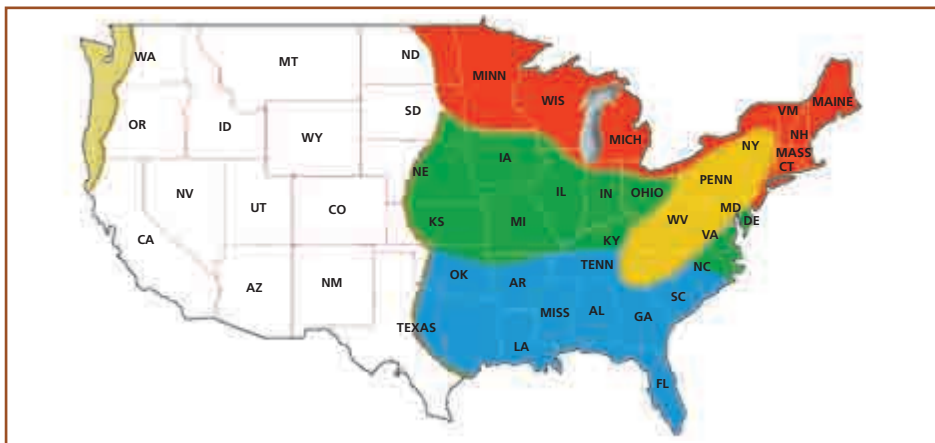 WA
MT
ND
MINN
OR
ID
WY
SD
WIS
MICH
VM
MAINE
NH
NY
MASS
CT
NV
UT
CO
NE
IA
IL
IN
OHIO
PENN
MD
DE
CA
KS
MI
KY
WV
VA
AZ
NM
OK
AR
TENN
NC
SC
TEXAS
MISS
AL
GA
LA
FL